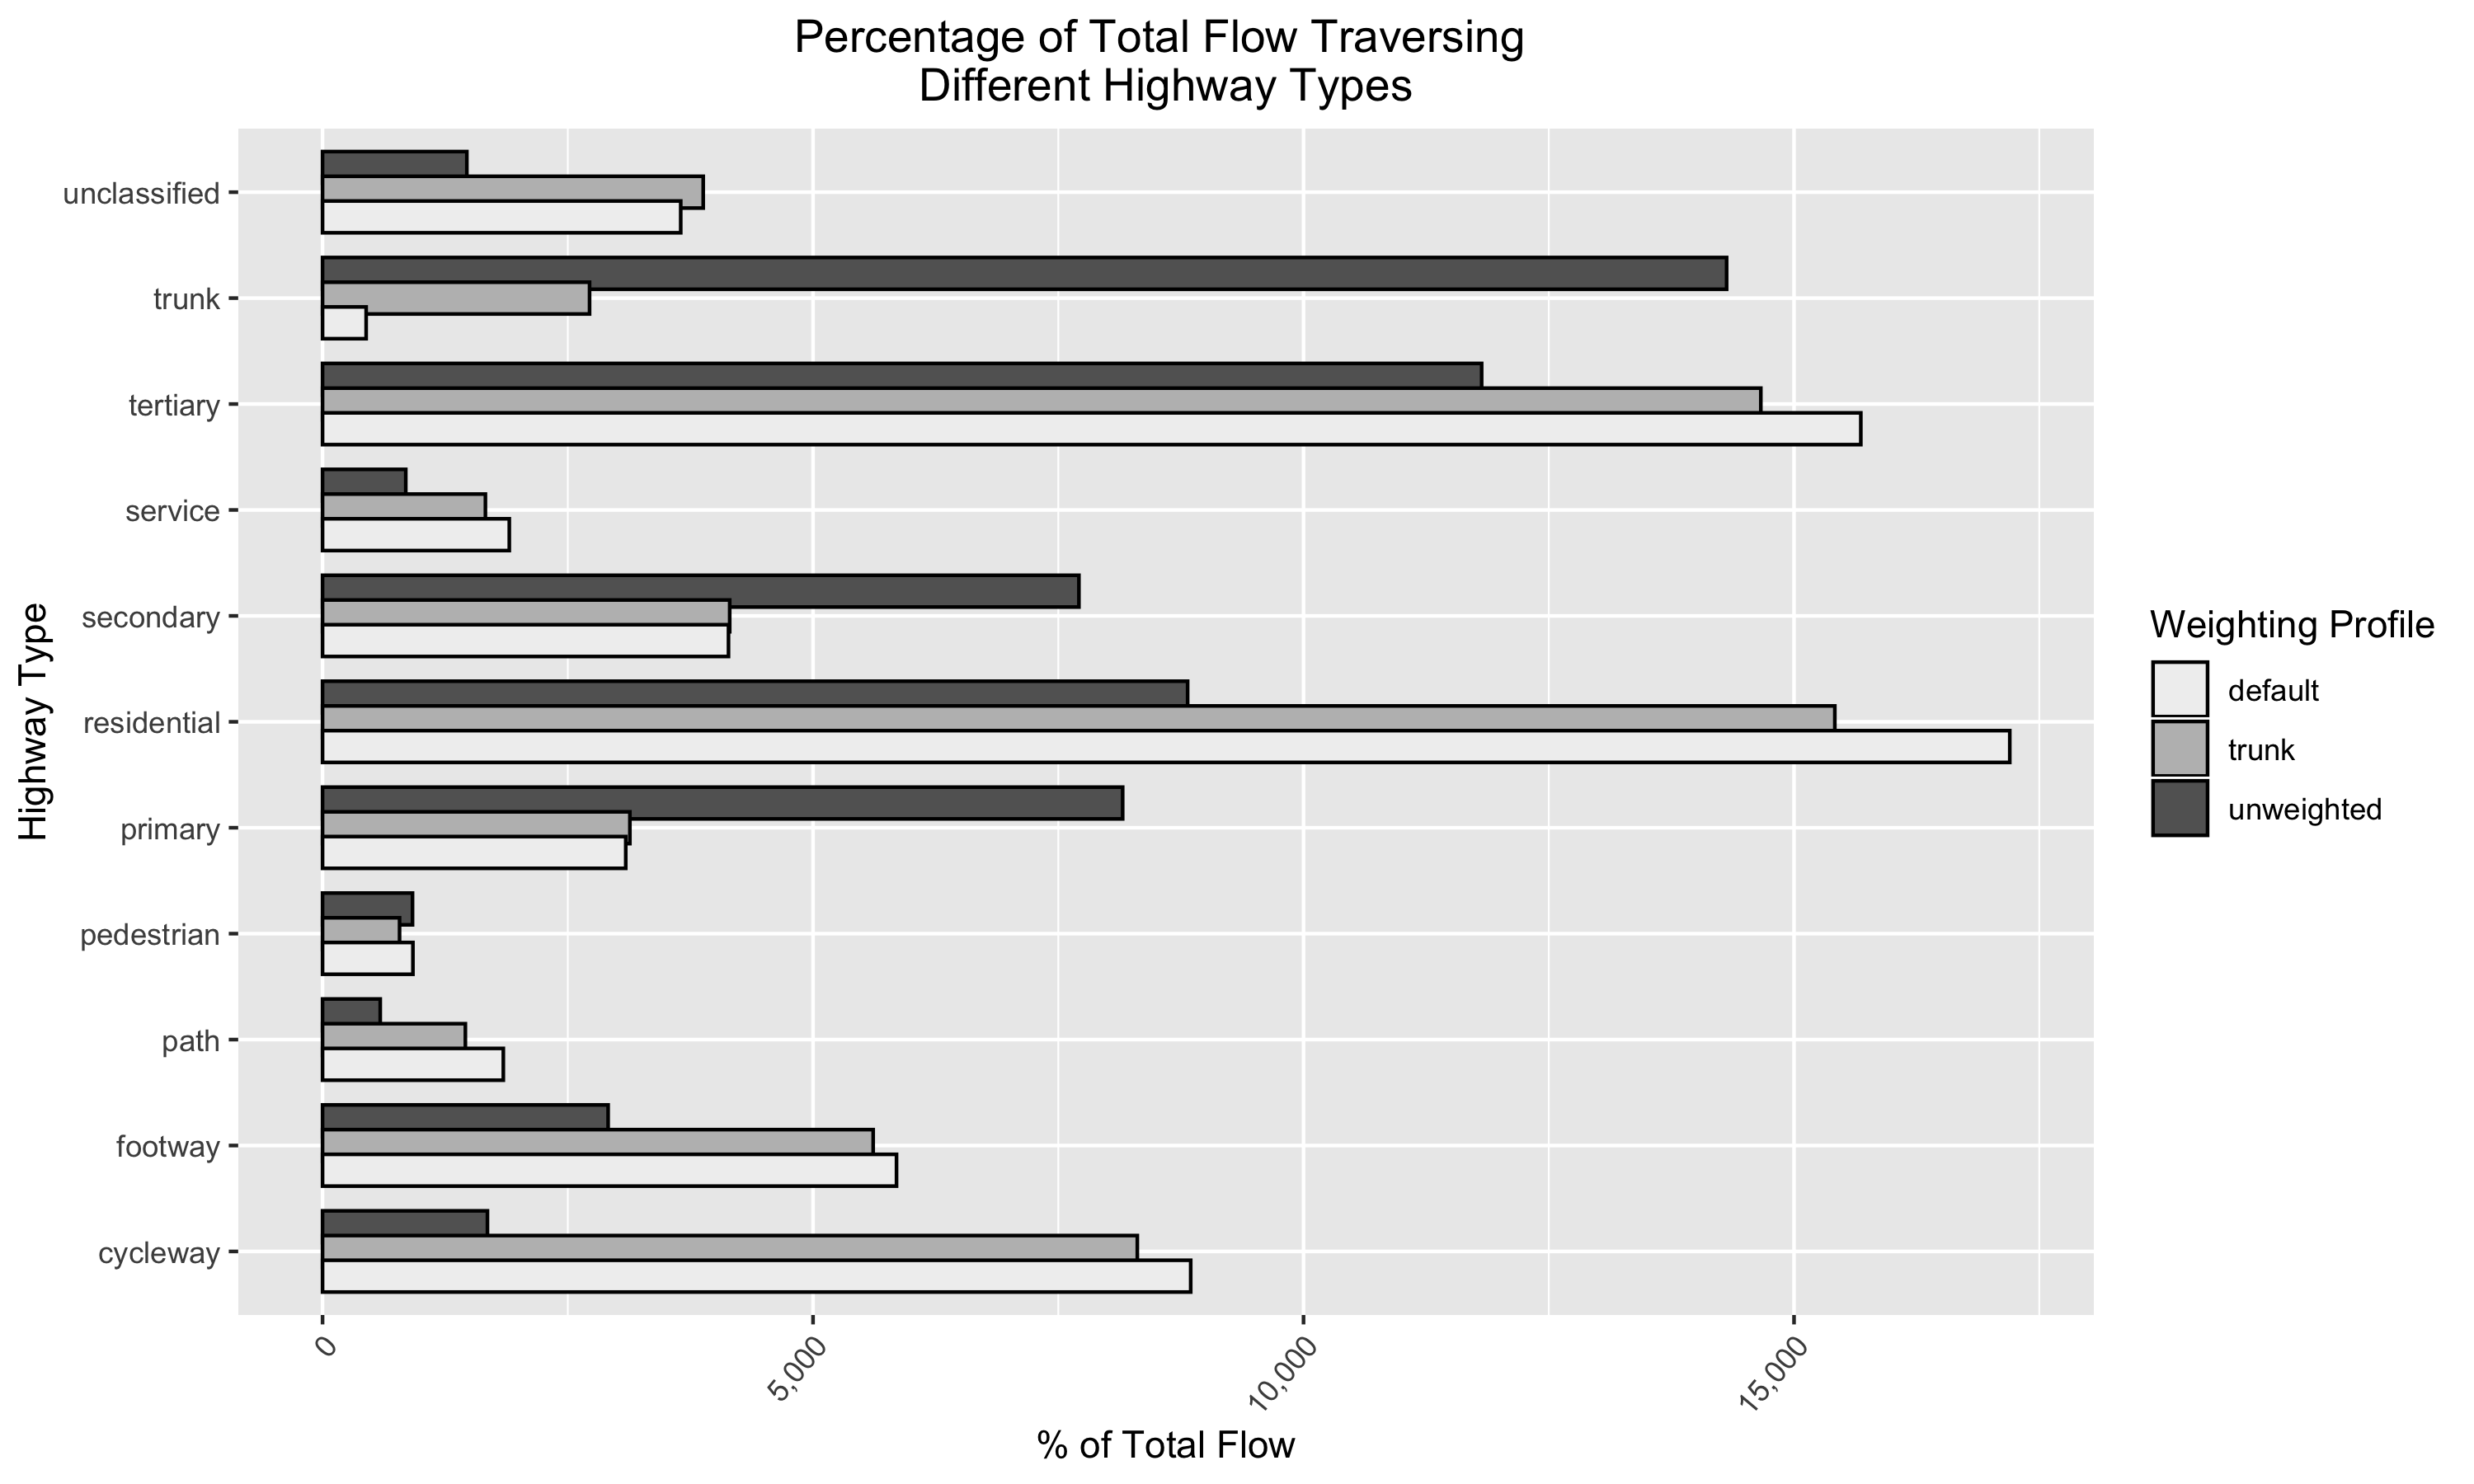 Percentage of Total Flow Traversing
Different Highway Types
Highway Type
unclassified
trunk
tertiary
service
secondary
residential
primary
pedestrian
path
footway
cycleway
0
5,000
10,000
15,000
% of Total Flow
Weighting Profile
default
trunk
unweighted